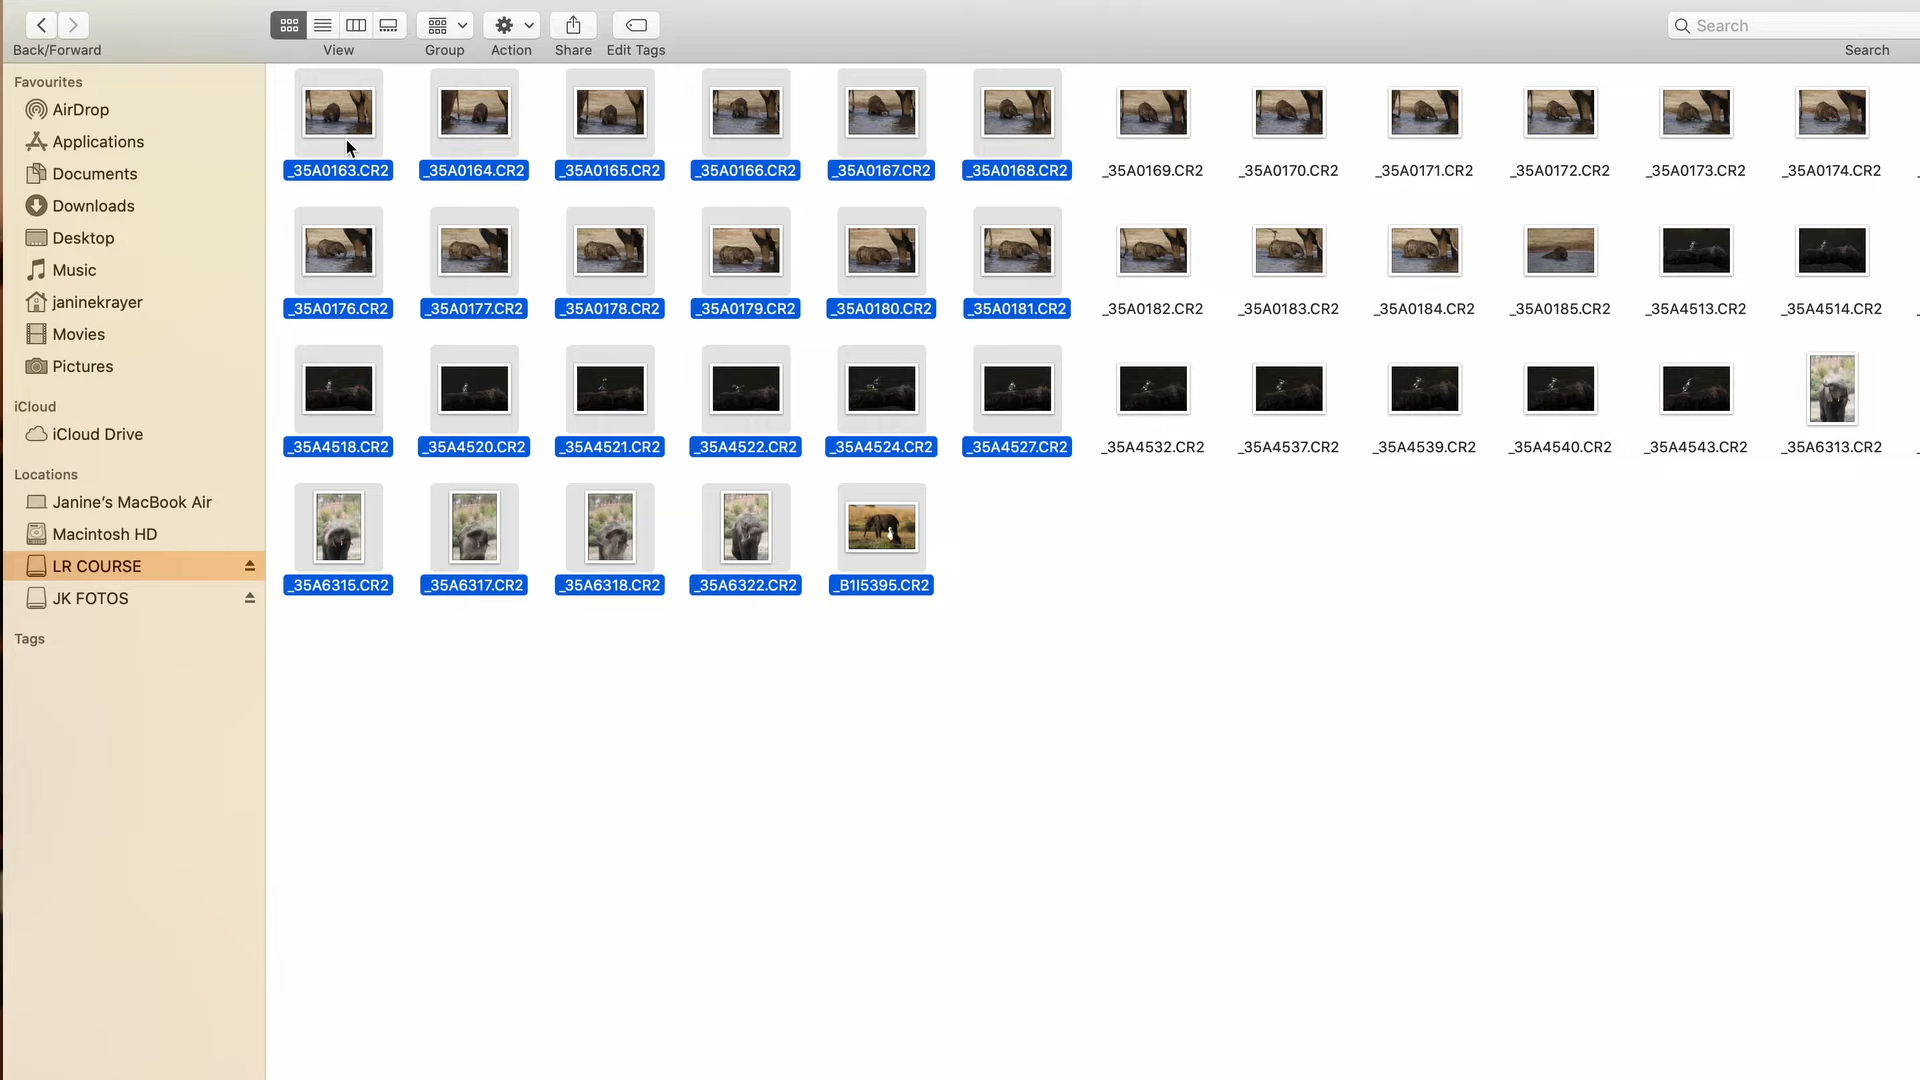 Back/Forward
View
Group
Action
Share
Edit Tags
Search
Search
Favourites
AirDrop
Applications
Documents
Downloads
Desktop
Music
janinekrayer
Movies
Pictures
iCloud
iCloud Drive
Locations
Janine's MacBook Air
Macintosh HD
LR COURSE
JK FOTOS
Tags
_35A0163.CR2 _35A0164.CR2 _35A0165.CR2 _35A0166.CR2 _35A0167.CR2 _35A0168.CR2 _35A0169.CR2 _35A0170.CR2 _35A0171.CR2 _35A0172.CR2 _35A0173.CR2 _35A0174.CR2
_35A0176.CR2 _35A0177.CR2 _35A0178.CR2 _35A0179.CR2 _35A0180.CR2 _35A0181.CR2 _35A0182.CR2 _35A0183.CR2 _35A0184.CR2 _35A0185.CR2 _35A4513.CR2 _35A4514.CR2
_35A4518.CR2 _35A4520.CR2 _35A4521.CR2 _35A4522.CR2 _35A4524.CR2 _35A4527.CR2 _35A4532.CR2 _35A4537.CR2 _35A4539.CR2 _35A4540.CR2 _35A4543.CR2 _35A6313.CR2
_35A6315.CR2 _35A6317.CR2 _35A6318.CR2 _35A6322.CR2 _B1I5395.CR2